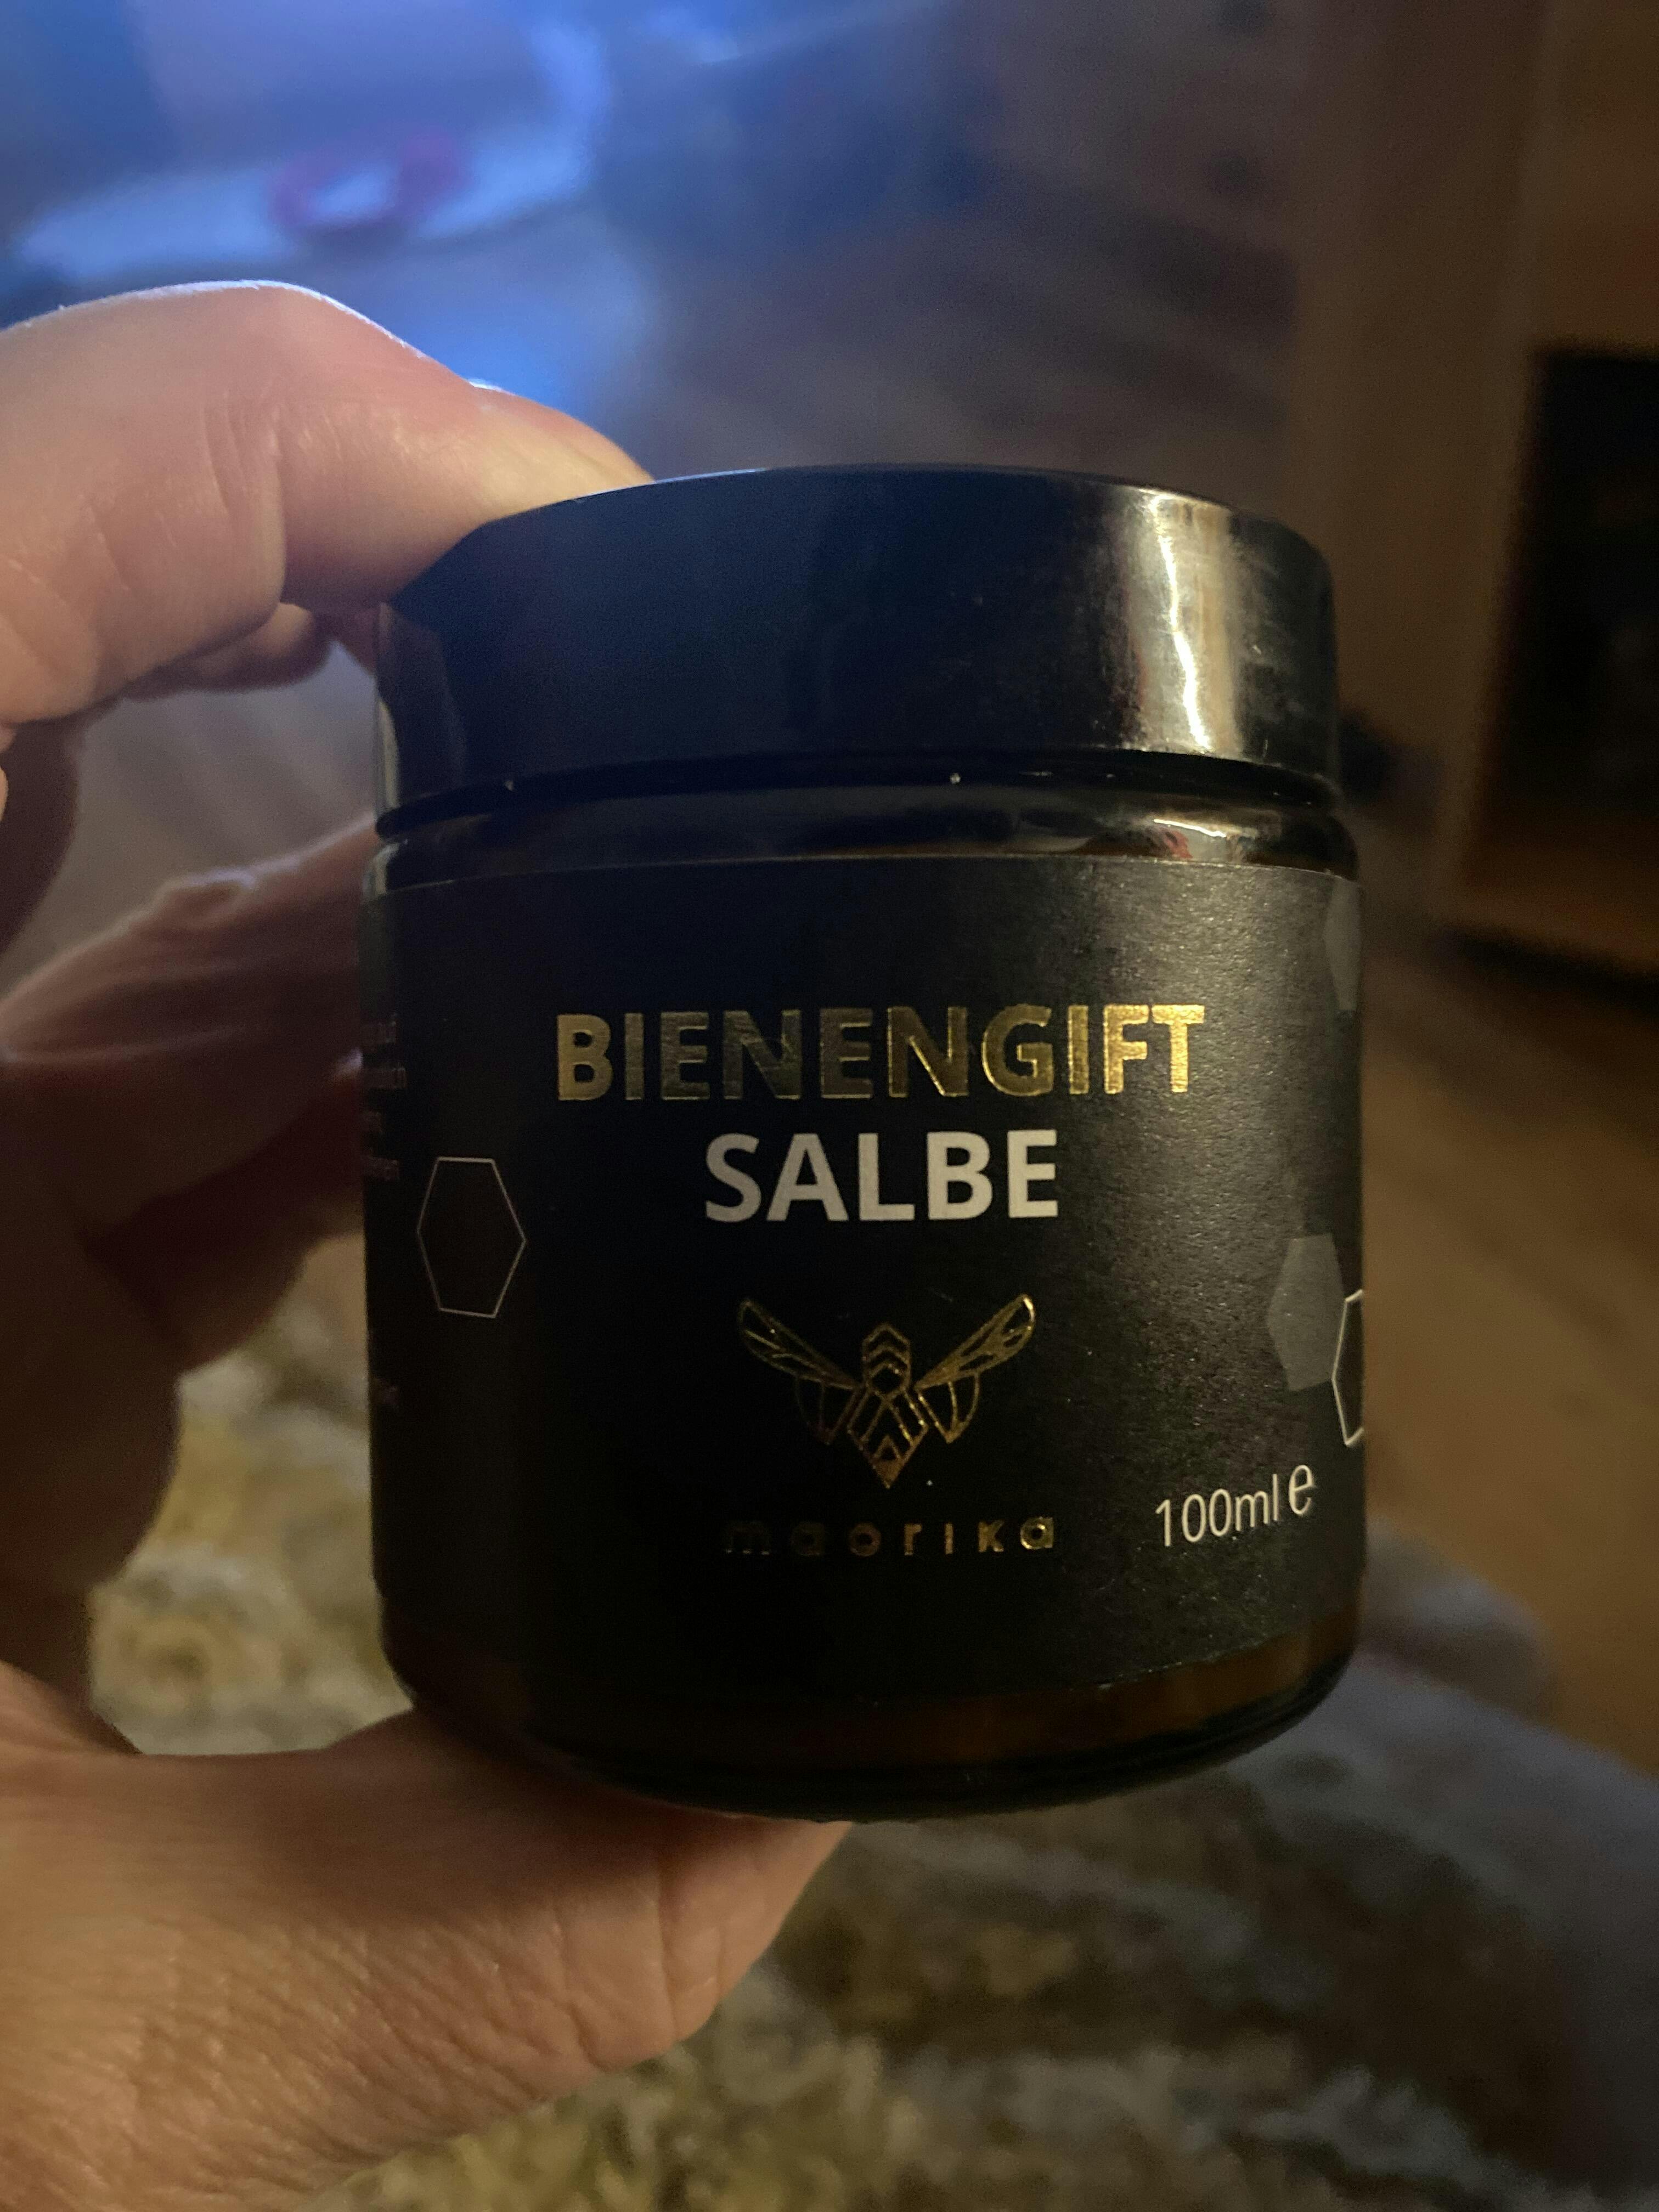 BIENENGIFT
SALBE
maorika
100ml e